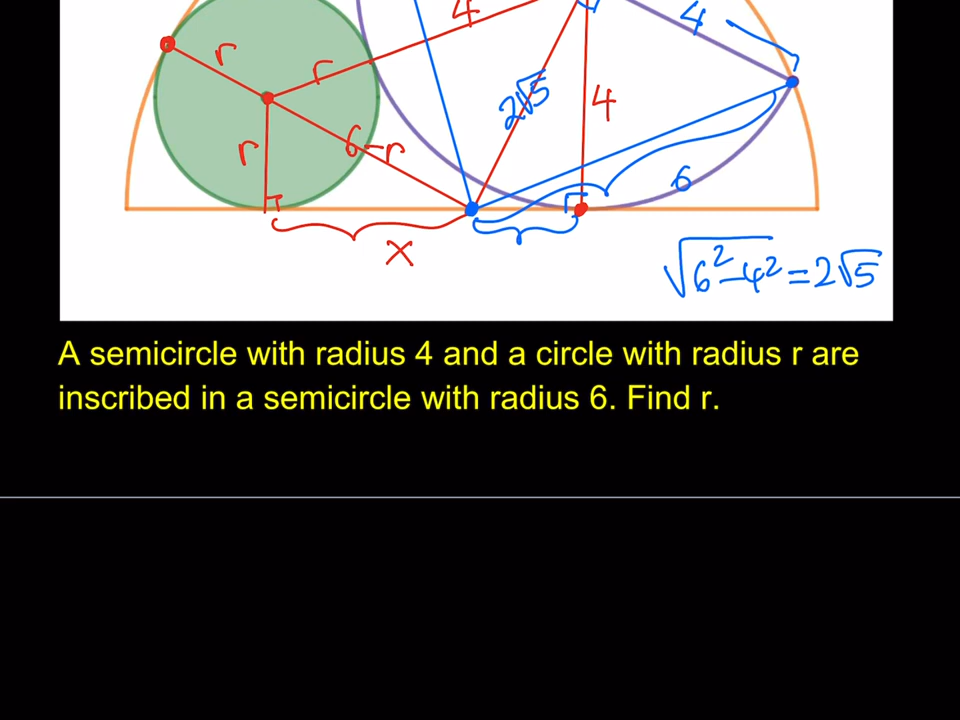 4
4
r
r
2√5
4
r
6-r
6
x
√6²-4² = 2√5
A semicircle with radius 4 and a circle with radius r are
inscribed in a semicircle with radius 6. Find r.